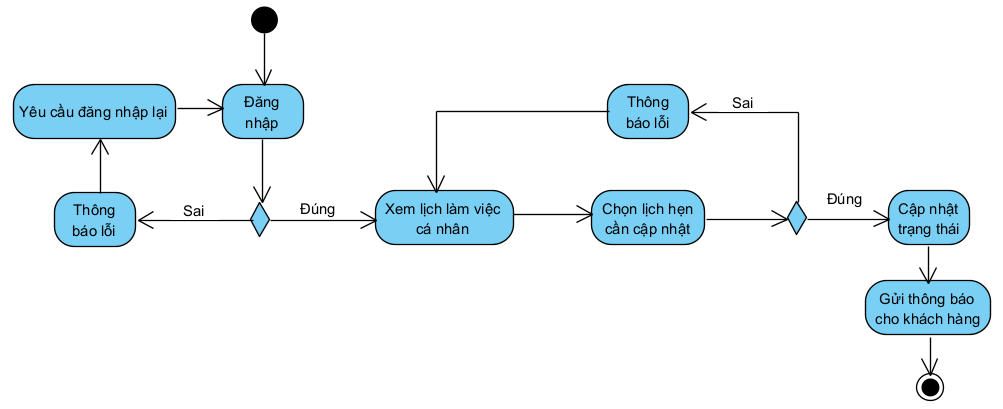 Đăng
nhập
Yêu cầu đăng nhập lại
Thông
báo lỗi
Sai
Đúng
Xem lịch làm việc
cá nhân
Chọn lịch hẹn
cần cập nhật
Thông
báo lỗi
Sai
Đúng
Cập nhật
trạng thái
Gửi thông báo
cho khách hàng